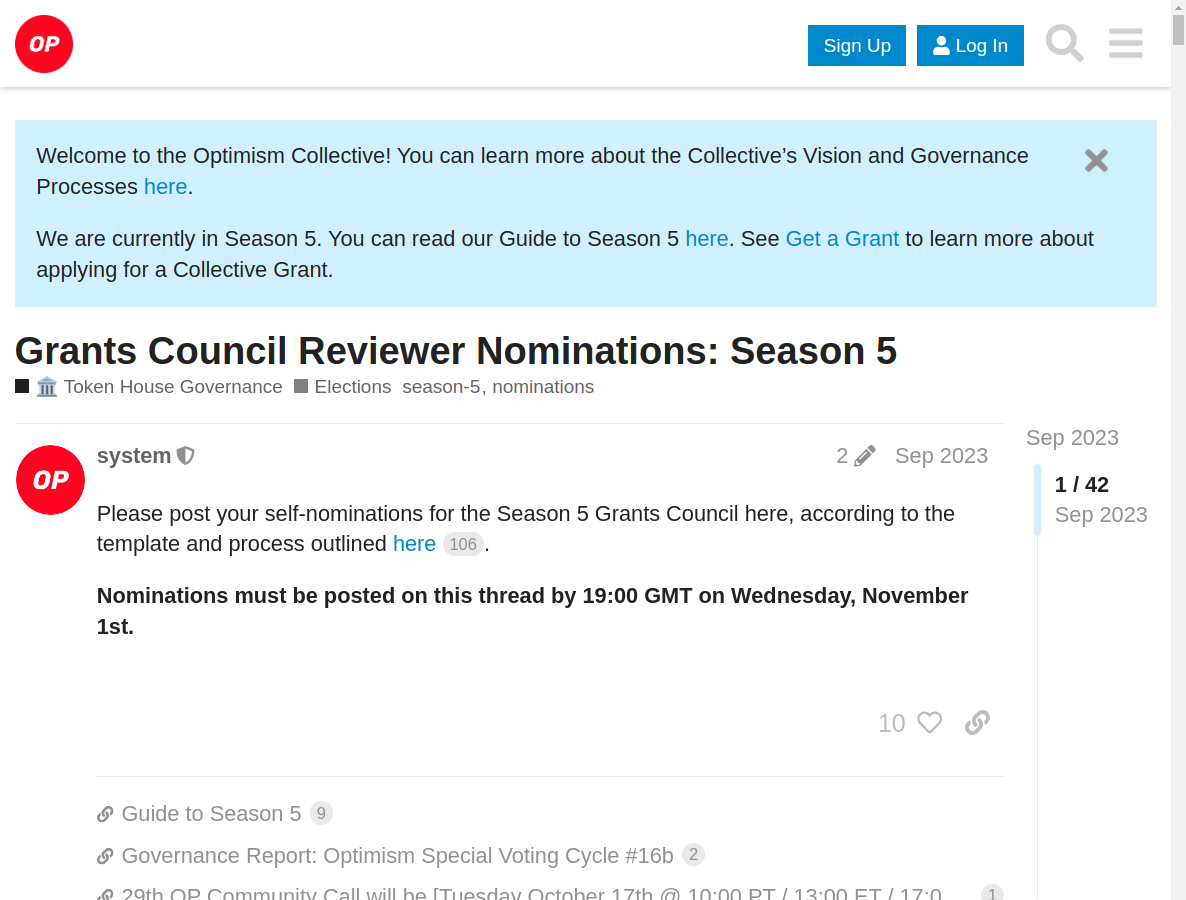 OP
Sign Up
Log In
Welcome to the Optimism Collective! You can learn more about the Collective’s Vision and Governance
Processes here.
We are currently in Season 5. You can read our Guide to Season 5 here. See Get a Grant to learn more about
applying for a Collective Grant.
Grants Council Reviewer Nominations: Season 5
Token House Governance Elections season-5, nominations
OP
system
2
Sep 2023
Sep 2023
1 / 42
Sep 2023
Please post your self-nominations for the Season 5 Grants Council here, according to the
template and process outlined here 106.
Nominations must be posted on this thread by 19:00 GMT on Wednesday, November
1st.
10
Guide to Season 5 9
Governance Report: Optimism Special Voting Cycle #16b 2
29th OP Community Call will be [Tuesday October 17th @ 10:00 PT / 13:00 ET / 17:0 1